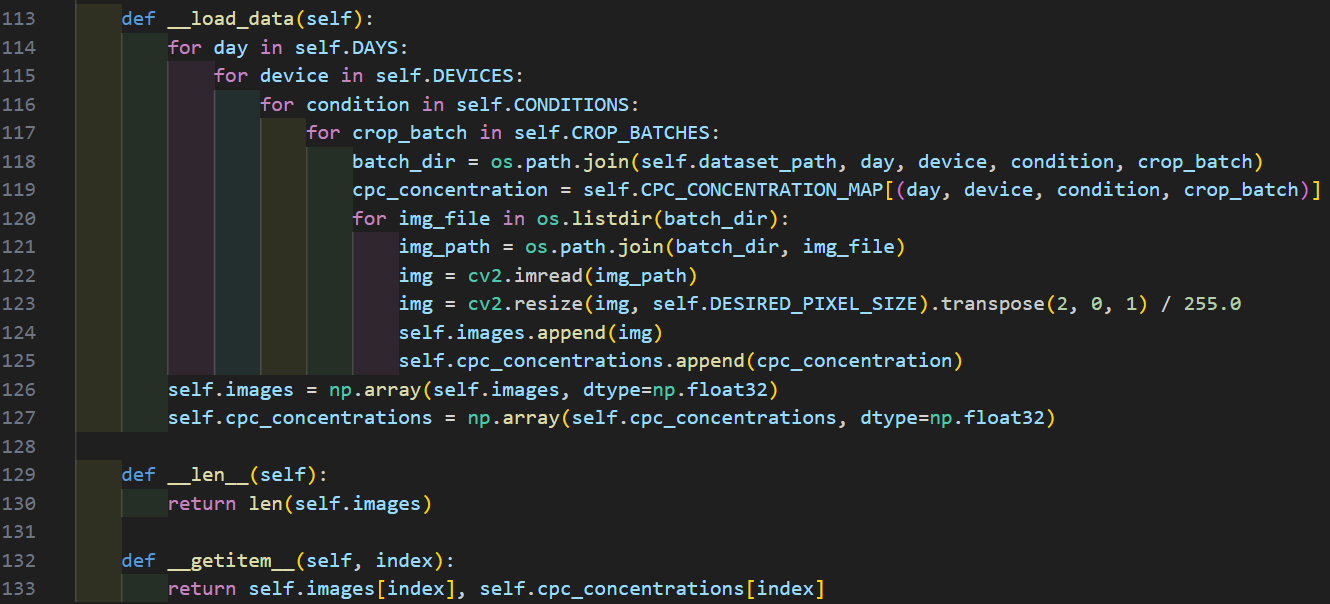 113 def __load_data(self):
114 for day in self.DAYS:
115 for device in self.DEVICES:
116 for condition in self.CONDITIONS:
117 for crop_batch in self.CROP_BATCHES:
118 batch_dir = os.path.join(self.dataset_path, day, device, condition, crop_batch)
119 cpc_concentration = self.CPC_CONCENTRATION_MAP[(day, device, condition, crop_batch)]
120 for img_file in os.listdir(batch_dir):
121 img_path = os.path.join(batch_dir, img_file)
122 img = cv2.imread(img_path)
123 img = cv2.resize(img, self.DESIRED_PIXEL_SIZE).transpose(2, 0, 1) / 255.0
124 self.images.append(img)
125 self.cpc_concentrations.append(cpc_concentration)
126 self.images = np.array(self.images, dtype=np.float32)
127 self.cpc_concentrations = np.array(self.cpc_concentrations, dtype=np.float32)
128
129 def __len__(self):
130 return len(self.images)
131
132 def __getitem__(self, index):
133 return self.images[index], self.cpc_concentrations[index]